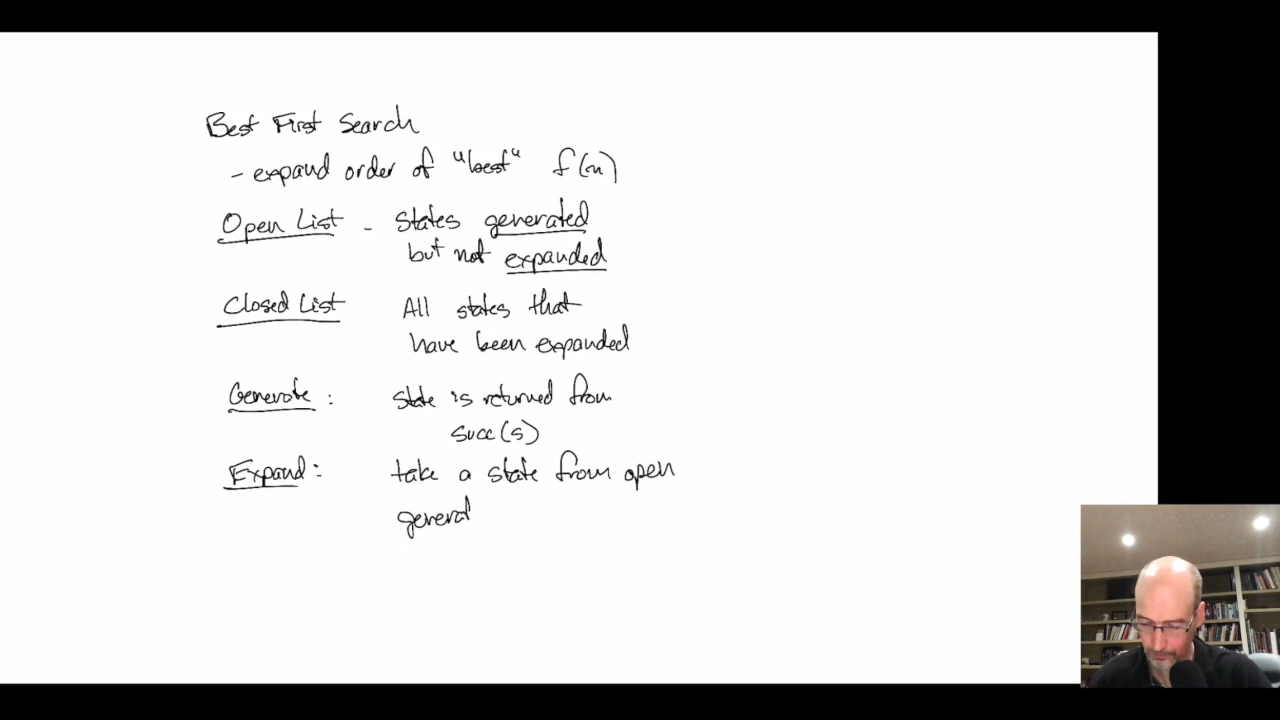 Best First Search
- expand order of "best" f(n)
Open List - states generated
but not expanded
Closed List All states that
have been expanded
Generate: state is returned from
succ(s)
Expand: take a state from open
generat